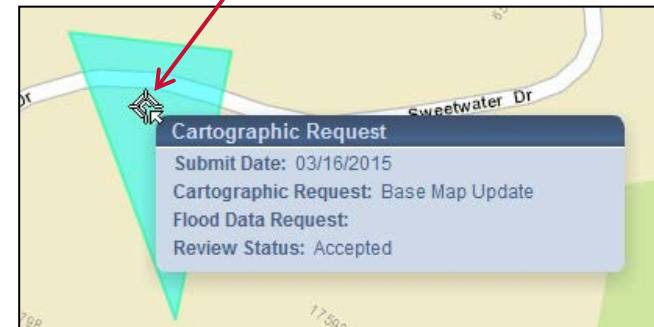 Dr
Sweetwater Dr
Cartographic Request
Submit Date: 03/16/2015
Cartographic Request: Base Map Update
Flood Data Request:
Review Status: Accepted